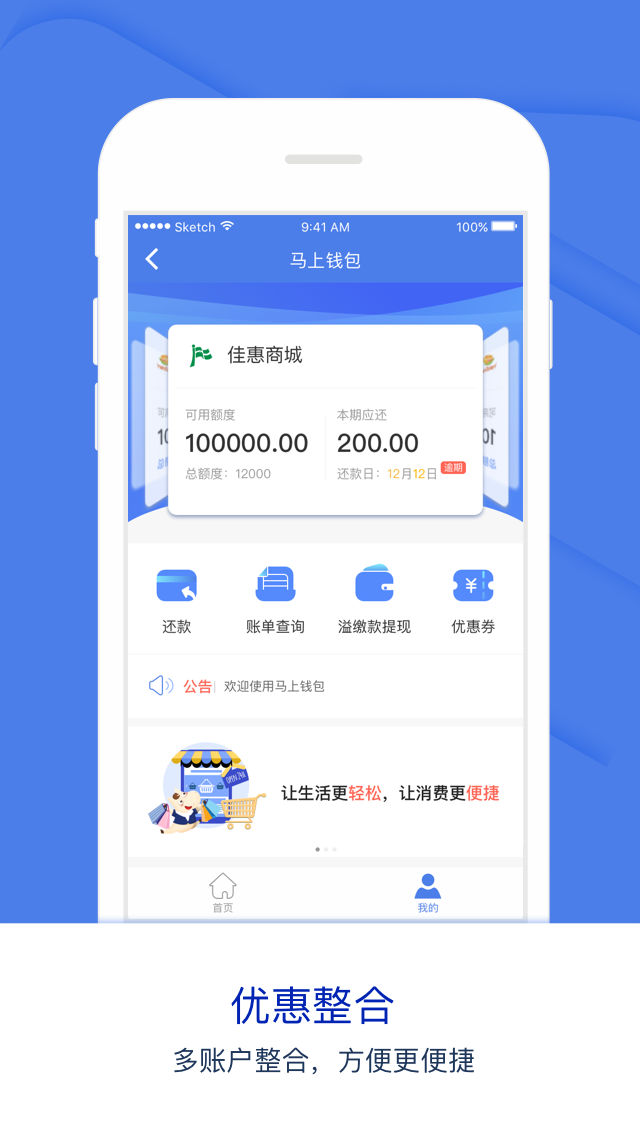 Sketch 9:41 AM 100%
马上钱包
佳惠商城
可用额度 本期应还
100000.00 200.00
总额度：12000 还款日：12月12日 逾期
还款 账单查询 溢缴款提现 优惠券
公告 欢迎使用马上钱包
OPEN 24H
让生活更轻松，让消费更便捷
首页 我的
优惠整合
多账户整合，方便更便捷